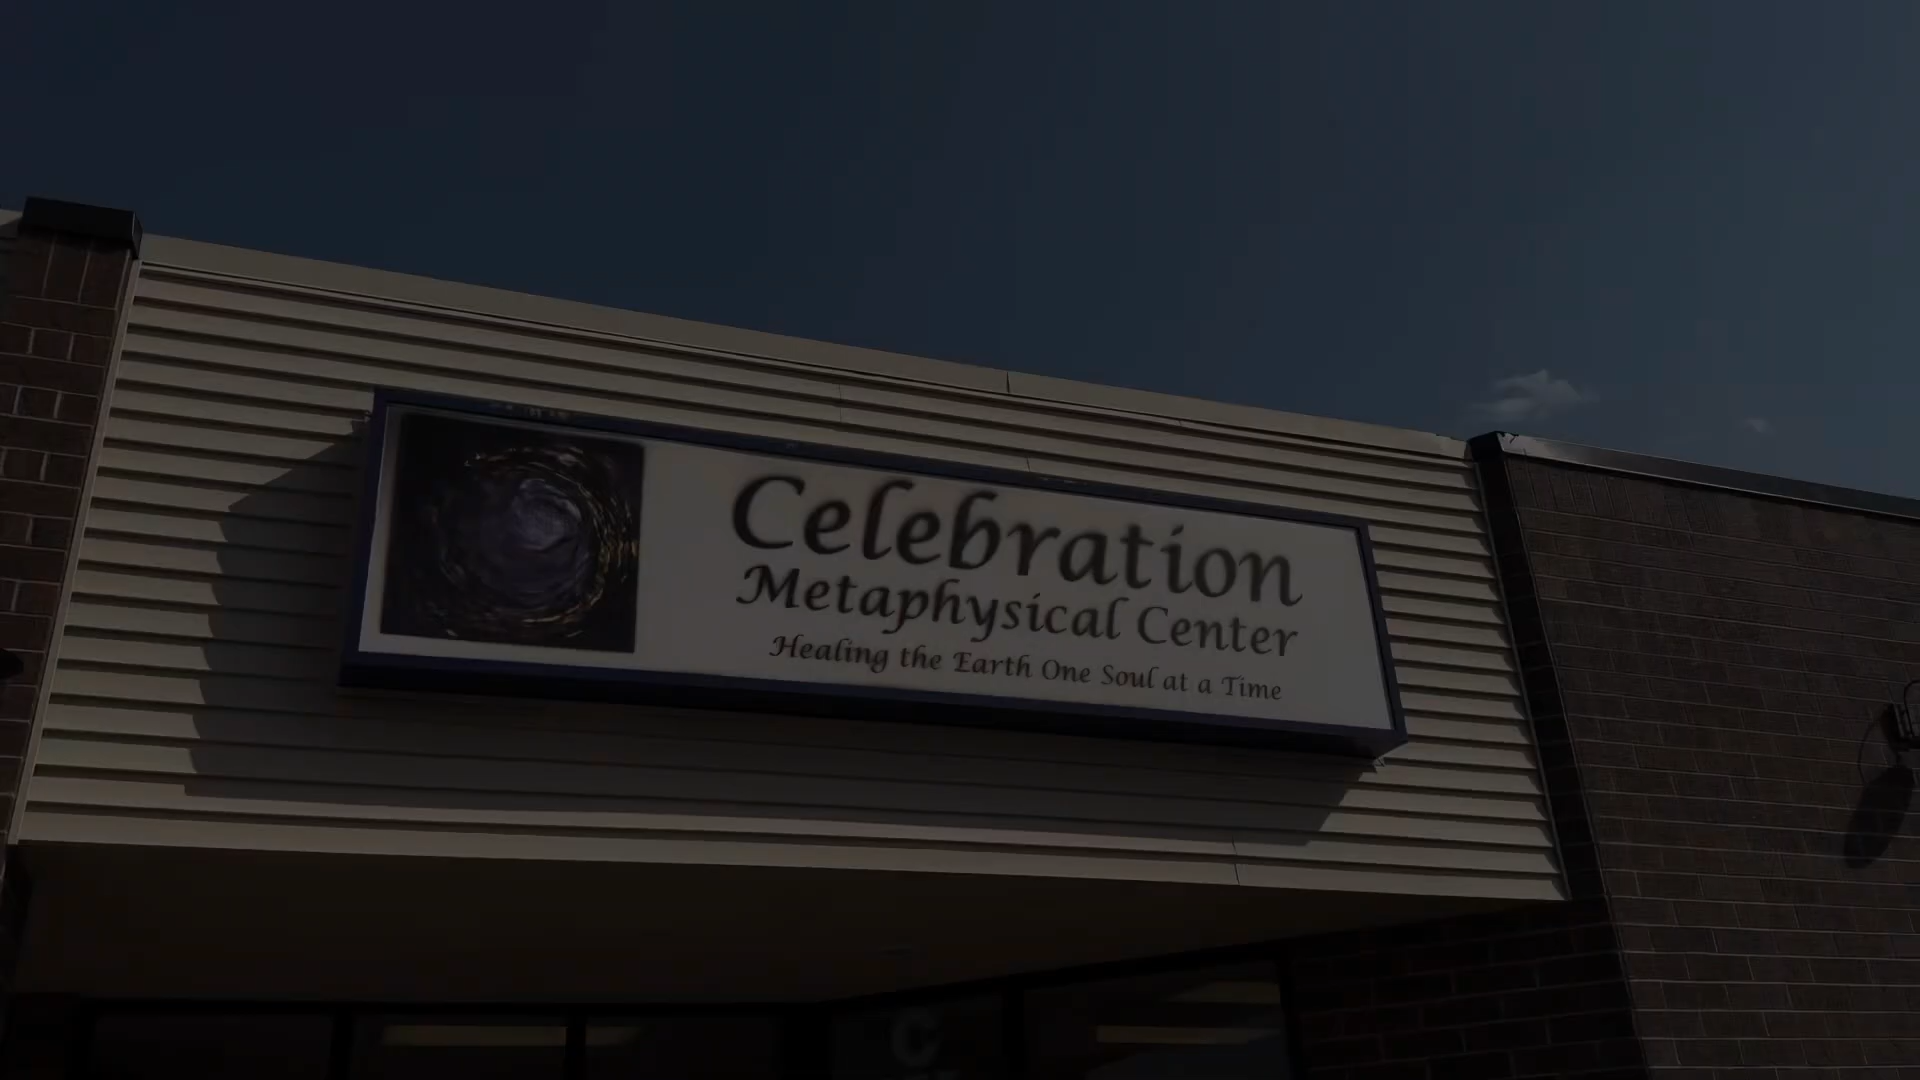 Celebration
Metaphysical Center
Healing the Earth One Soul at a Time
C